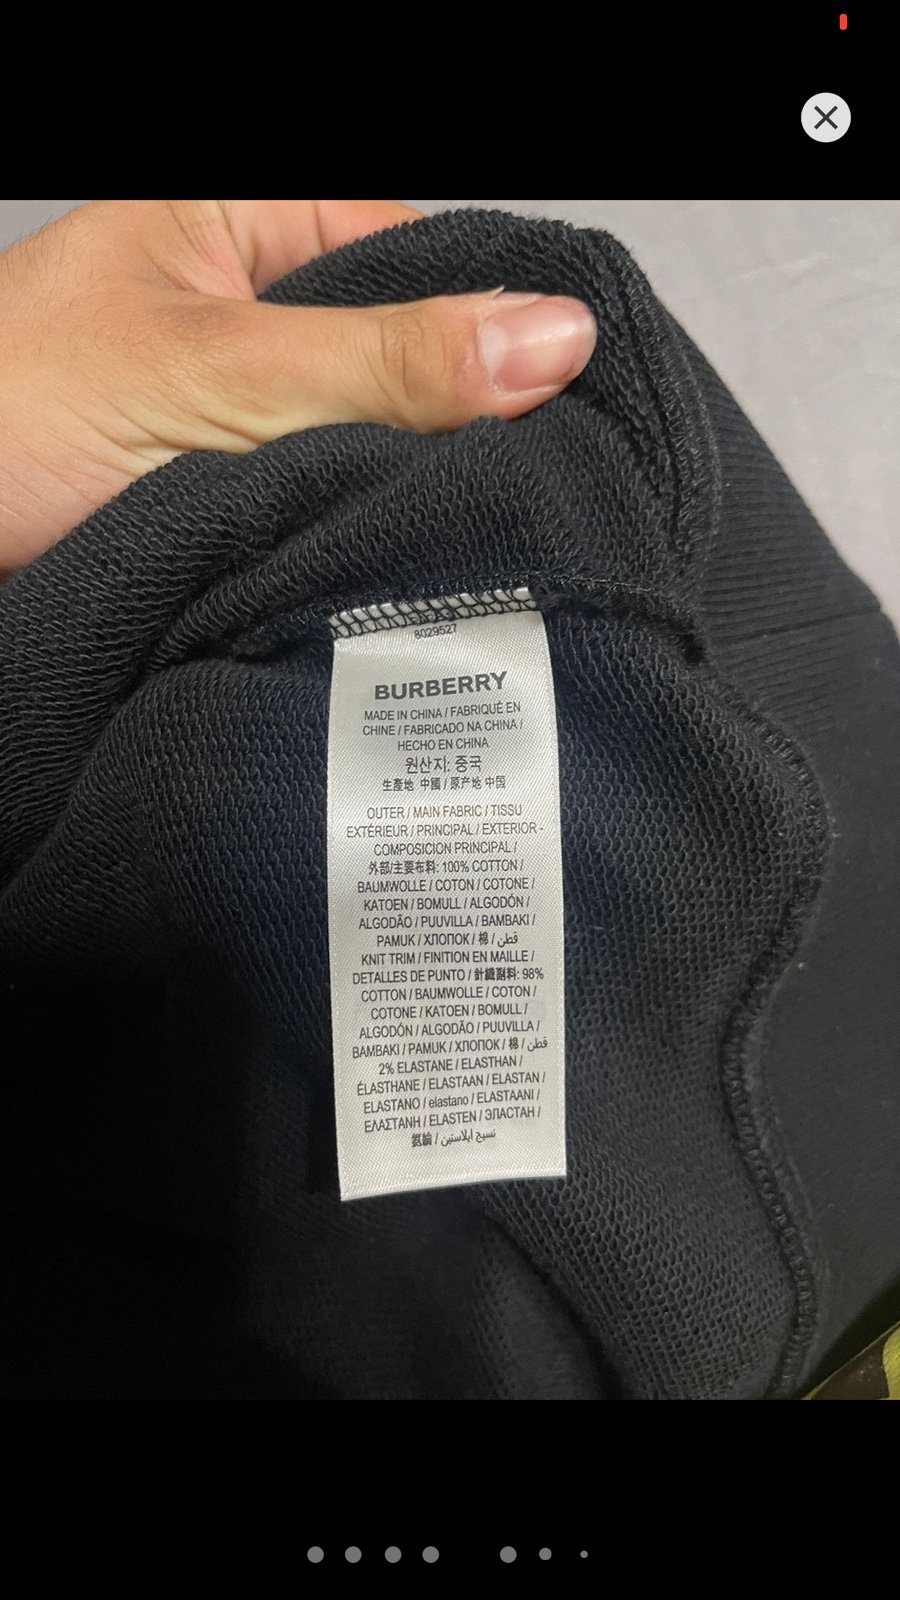 8029527
BURBERRY
MADE IN CHINA / FABRIQUÉ EN
CHINE / FABRICADO NA CHINA /
HECHO EN CHINA
원산지: 중국
生產地 中國 / 原产地 中国
OUTER / MAIN FABRIC / TISSU
EXTÉRIEUR / PRINCIPAL / EXTERIOR -
COMPOSICION PRINCIPAL /
外部/主要布料: 100% COTTON /
BAUMWOLLE / COTON / COTONE /
KATOEN / BOMULL / ALGODÓN /
ALGODÃO / PUUVILLA / BAMBAKI /
PAMUK / ХЛОПОК / 棉 / قطن
KNIT TRIM / FINITION EN MAILLE /
DETALLES DE PUNTO / 針織副料: 98%
COTTON / BAUMWOLLE / COTON /
COTONE / KATOEN / BOMULL /
ALGODÓN / ALGODÃO / PUUVILLA /
BAMBAKI / PAMUK / ХЛОПОК / 棉 / قطن
2% ELASTANE / ELASTHAN /
ÉLASTHANE / ELASTAAN / ELASTAN /
ELASTANO / elastano / ELASTAANI /
ΕΛΑΣΤΑΝΗ / ELASTEN / ЭЛАСТАН /
氨綸 / نسيج ايلاستين